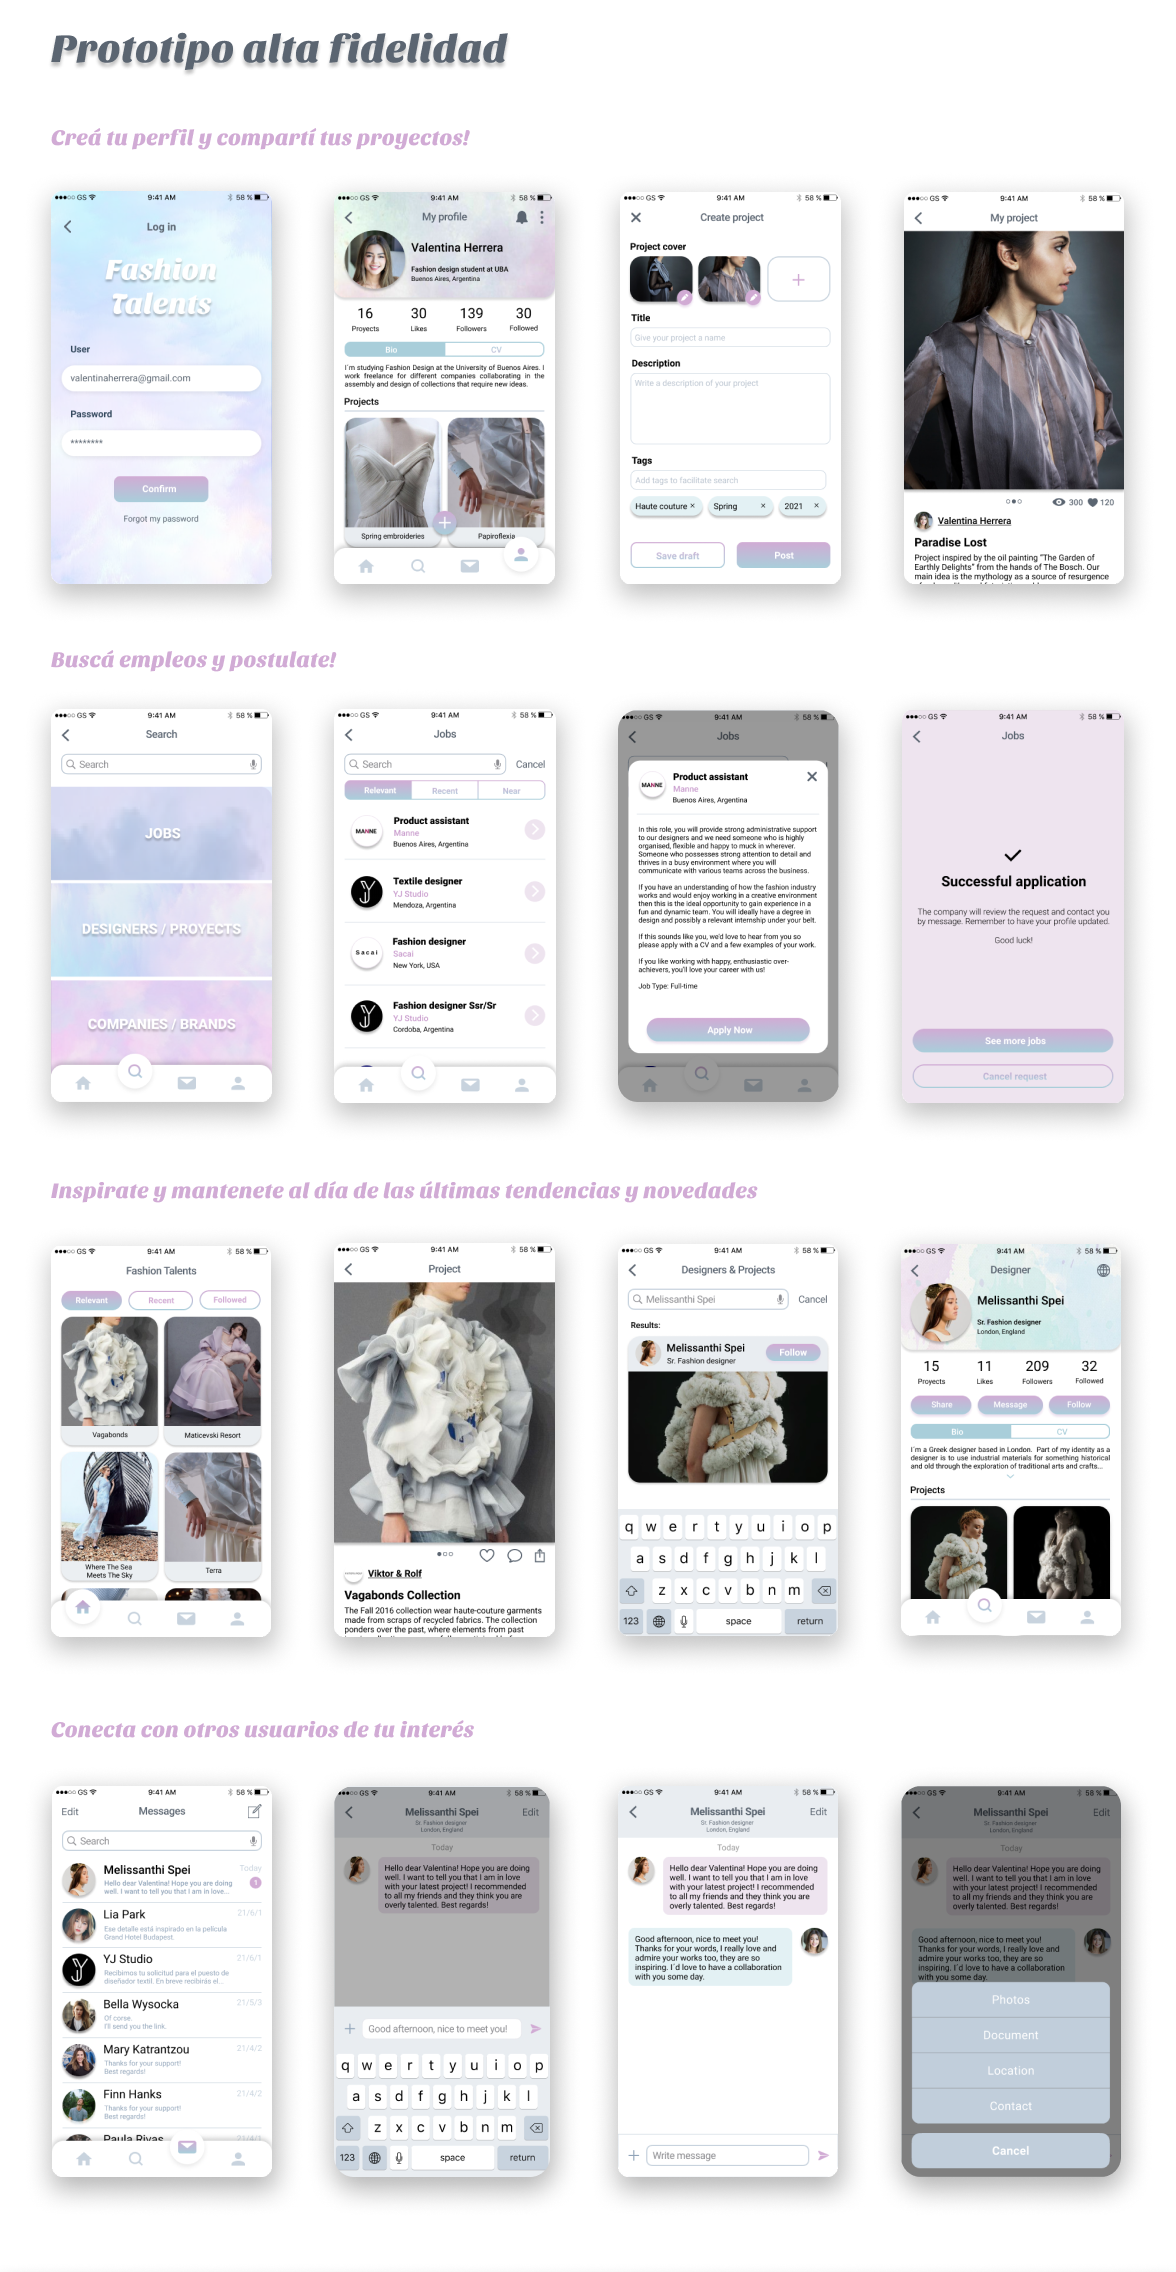 Prototipo alta fidelidad
Creá tu perfil y compartí tus proyectos!
GS 9:41 AM 58 %
Log in
Fashion
Talents
User
valentinaherrera@gmail.com
Password
********
Confirm
Forgot my password
GS 9:41 AM 58 %
My profile
Valentina Herrera
Fashion design student at UBA
Buenos Aires, Argentina
16 30 139 30
Proyects Likes Followers Followed
Bio CV
I´m studying Fashion Design at the University of Buenos Aires. I
work freelance for different companies collaborating in the
assembly and design of collections that require new ideas.
Projects
Spring embroideries Papiroflexia
GS 9:41 AM 58 %
Create project
Project cover
Title
Give your project a name
Description
Write a description of your project
Tags
Add tags to facilitate search
Haute couture × Spring × 2021 ×
Save draft Post
GS 9:41 AM 58 %
My project
300 120
Valentina Herrera
Paradise Lost
Project inspired by the oil painting "The Garden of
Earthly Delights" from the hands of The Bosch. Our
main idea is the mythology as a source of resurgence
Buscá empleos y postulate!
GS 9:41 AM 58 %
Search
Search
JOBS
DESIGNERS / PROYECTS
COMPANIES / BRANDS
GS 9:41 AM 58 %
Jobs
Search Cancel
Relevant Recent Near
MANNE
Product assistant
Manne
Buenos Aires, Argentina
YJ
Textile designer
YJ Studio
Mendoza, Argentina
Sacai
Fashion designer
Sacai
New York, USA
YJ
Fashion designer Ssr/Sr
YJ Studio
Cordoba, Argentina
GS 9:41 AM 58 %
Jobs
MANNE
Product assistant
Manne
Buenos Aires, Argentina
In this role, you will provide strong administrative support
to our designers and we need someone who is highly
organised, flexible and happy to muck in wherever.
Someone who possesses strong attention to detail and
thrives in a busy environment where you will
communicate with various teams across the business.
If you have an understanding of how the fashion industry
works and would enjoy working in a creative environment
then this is the ideal opportunity to gain experience in a
fun and dynamic team. You will ideally have a degree in
design and possibly a relevant internship under your belt.
If this sounds like you, we'd love to hear from you so
please apply with a CV and a few examples of your work.
If you like working with happy, enthusiastic over-
achievers, you'll love your career with us!
Job Type: Full-time
Apply Now
GS 9:41 AM 58 %
Jobs
Successful application
The company will review the request and contact you
by message. Remember to have your profile updated.
Good luck!
See more jobs
Cancel request
Inspirate y mantenete al día de las últimas tendencias y novedades
GS 9:41 AM 58 %
Fashion Talents
Relevant Recent Followed
Vagabonds Maticevski Resort
Where The Sea
Meets The Sky
Terra
GS 9:41 AM 58 %
Project
Viktor & Rolf
Vagabonds Collection
The Fall 2016 collection wear haute-couture garments
made from scraps of recycled fabrics. The collection
ponders over the past, where elements from past
GS 9:41 AM 58 %
Designers & Projects
Melissanthi Spei Cancel
Results:
Melissanthi Spei
Sr. Fashion designer
Follow
q w e r t y u i o p
a s d f g h j k l
z x c v b n m
123 space return
GS 9:41 AM 58 %
Designer
Melissanthi Spei
Sr. Fashion designer
London, England
15 11 209 32
Proyects Likes Followers Followed
Share Message Follow
Bio CV
I´m a Greek designer based in London. Part of my identity as a
designer is to use industrial materials for something historical
and old through the exploration of traditional arts and crafts...
Projects
Conecta con otros usuarios de tu interés
GS 9:41 AM 58 %
Edit Messages
Search
Melissanthi Spei Today
Hello dear Valentina! Hope you are doing
well. I want to tell you that I am in love...
1
Lia Park 21/6/1
Ese detalle está inspirado en la película
Grand Hotel Budapest.
YJ
YJ Studio 21/6/1
Recibimos tu solicitud para el puesto de
diseñador textil. En breve recibirás el...
Bella Wysocka 21/5/3
Of corse.
I'll send you the link.
Mary Katrantzou 21/4/2
Thanks for your support!
Best regards!
Finn Hanks 21/4/2
Thanks for your support!
Best regards!
Paula Rivas 21/4/1
GS 9:41 AM 58 %
Melissanthi Spei Edit
Sr. Fashion designer
London, England
Today
Hello dear Valentina! Hope you are doing
well. I want to tell you that I am in love
with your latest project! I recommended
to all my friends and they think you are
overly talented. Best regards!
Good afternoon, nice to meet you!
q w e r t y u i o p
a s d f g h j k l
z x c v b n m
123 space return
GS 9:41 AM 58 %
Melissanthi Spei Edit
Sr. Fashion designer
London, England
Today
Hello dear Valentina! Hope you are doing
well. I want to tell you that I am in love
with your latest project! I recommended
to all my friends and they think you are
overly talented. Best regards!
Good afternoon, nice to meet you!
Thanks for your words, I really love and
admire your works too, they are so
inspiring. I´d love to have a collaboration
with you some day.
Write message
GS 9:41 AM 58 %
Melissanthi Spei Edit
Sr. Fashion designer
London, England
Today
Hello dear Valentina! Hope you are doing
well. I want to tell you that I am in love
with your latest project! I recommended
to all my friends and they think you are
overly talented. Best regards!
Good afternoon, nice to meet you!
Thanks for your words, I really love and
admire your works too, they are so
inspiring. I´d love to have a collaboration
with you some day.
Photos
Document
Location
Contact
Cancel